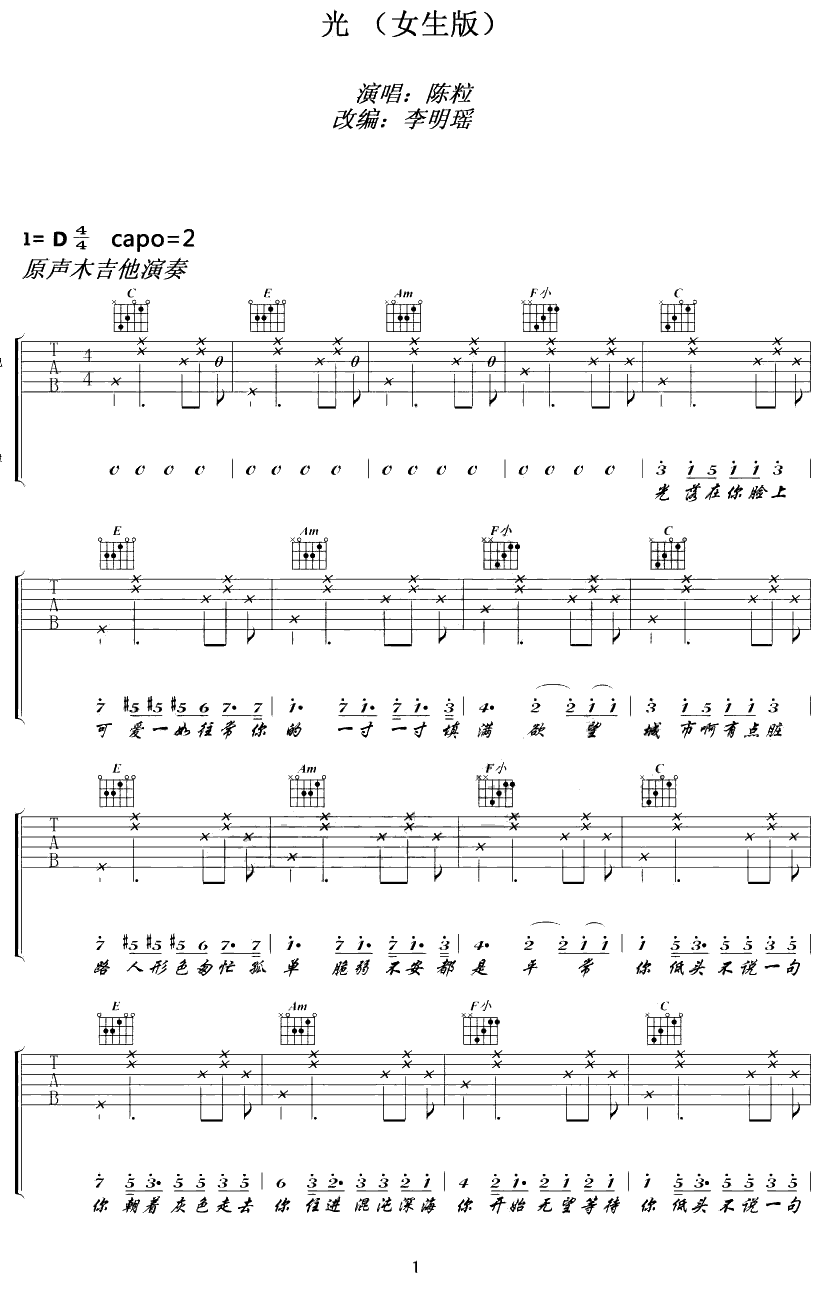 光 （女生版）
演唱：陈粒
改编：李明瑶
1= D 4/4 capo=2
原声木吉他演奏
C E Am F小 C
T A B 4/4
0 0 0 0 | 0 0 0 0 | 0 0 0 0 | 0 0 0 0 | 3 1 5 1 1 3
光 落在你脸上
E Am F小 C
T A B
7 #5 #5 #5 6 7· 7 | 1· 7 1· 7 1· 3 | 4· 2 2 1 1 | 3 1 5 1 1 3
可 爱一如往常你 的 一寸一寸填 满 欲 望 城 市啊有点脏
E Am F小 C
T A B
7 #5 #5 #5 6 7· 7 | 1· 7 1· 7 1· 3 | 4· 2 2 1 1 | 1 5 3· 5 5 3 5
路 人形色匆忙孤 单 脆弱不安都 是 平 常 你 低头不说一句
E Am F小 C
T A B
7 5 3· 5 5 3 5 | 6 3 2· 3 3 2 1 | 4 2 1· 2 1 2 1 | 1 5 3· 5 5 3 5
你 朝着灰色走去 你 住进混沌深海 你 开始无望等待 你 低头不说一句
1